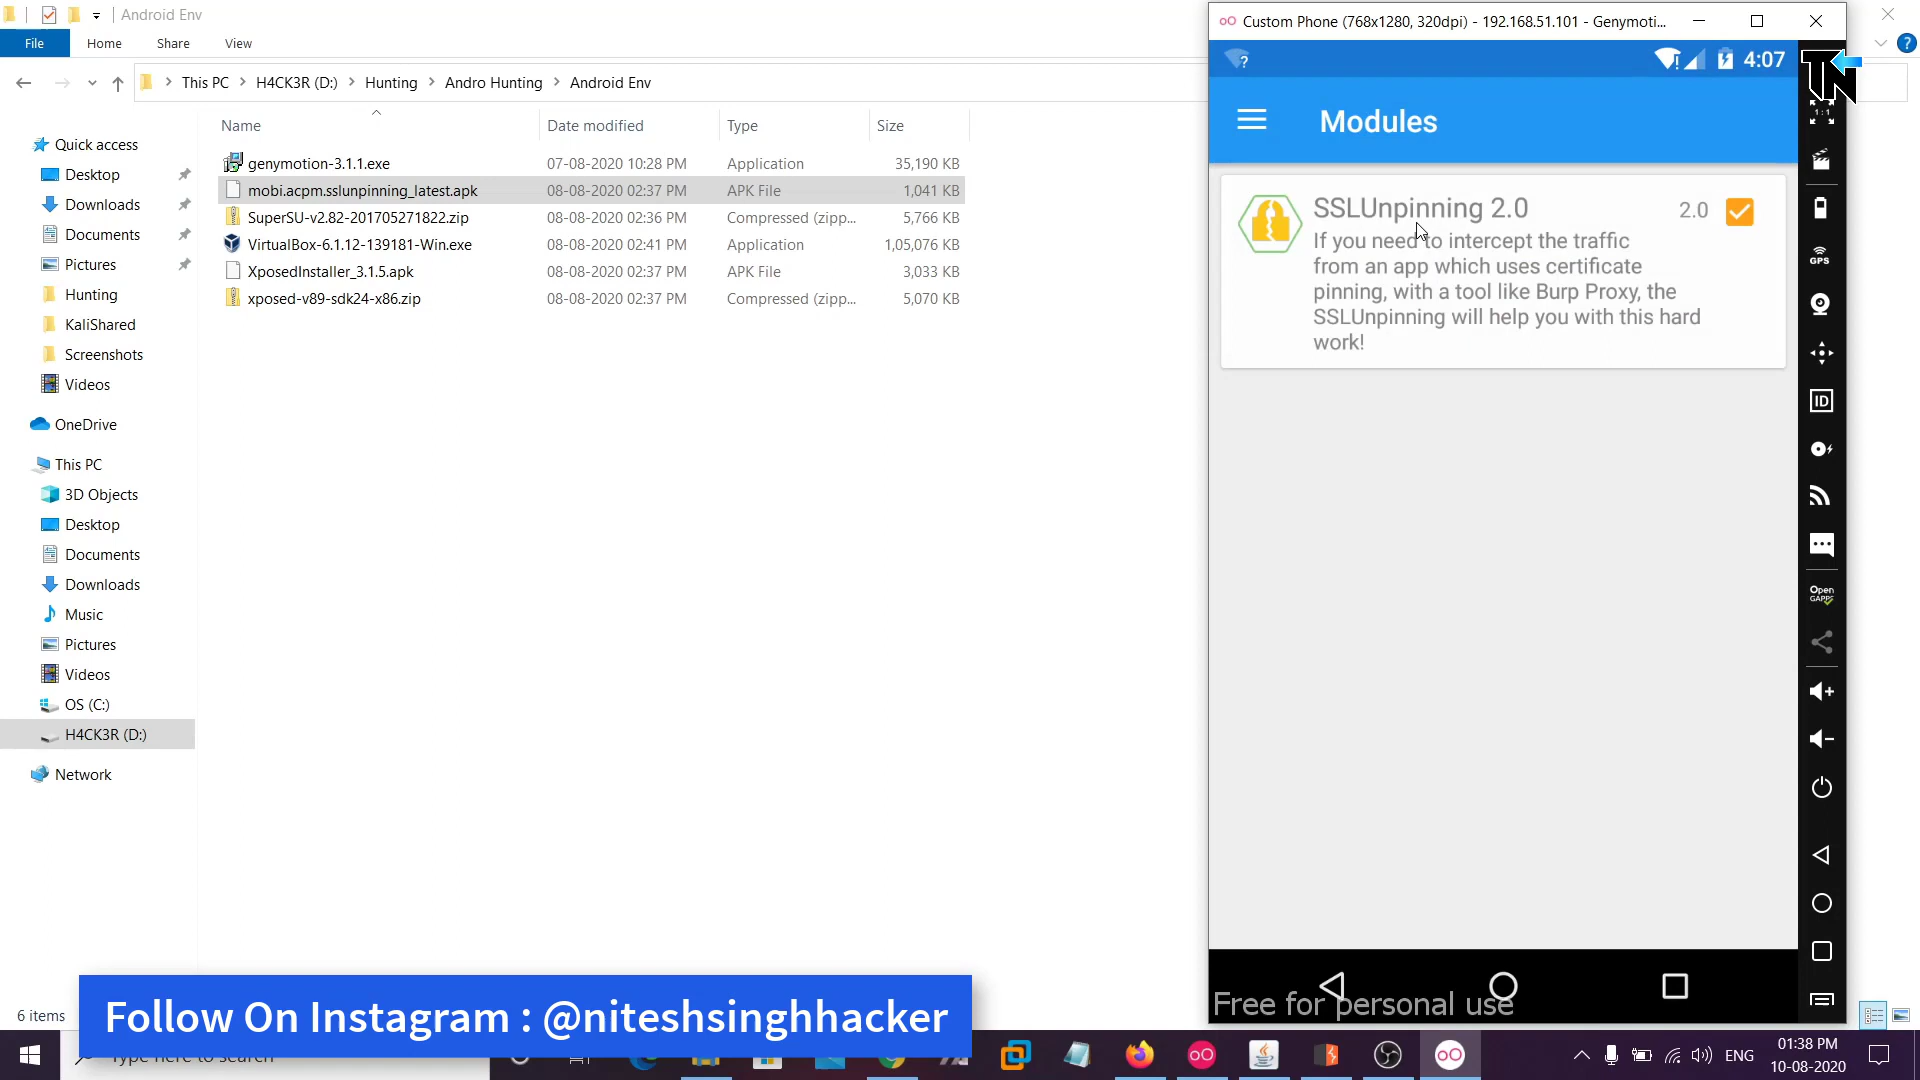 Android Env
File
Home
Share
View
This PC
H4CK3R (D:)
Hunting
Andro Hunting
Android Env
Name
Date modified
Type
Size
genymotion-3.1.1.exe 07-08-2020 10:28 PM Application 35,190 KB
mobi.acpm.sslunpinning_latest.apk 08-08-2020 02:37 PM APK File 1,041 KB
SuperSU-v2.82-201705271822.zip 08-08-2020 02:36 PM Compressed (zipp... 5,766 KB
VirtualBox-6.1.12-139181-Win.exe 08-08-2020 02:41 PM Application 1,05,076 KB
XposedInstaller_3.1.5.apk 08-08-2020 02:37 PM APK File 3,033 KB
xposed-v89-sdk24-x86.zip 08-08-2020 02:37 PM Compressed (zipp... 5,070 KB
Quick access
Desktop
Downloads
Documents
Pictures
Hunting
KaliShared
Screenshots
Videos
OneDrive
This PC
3D Objects
Desktop
Documents
Downloads
Music
Pictures
Videos
OS (C:)
H4CK3R (D:)
Network
6 items
Custom Phone (768x1280, 320dpi) - 192.168.51.101 - Genymoti...
4:07
Modules
SSLUnpinning 2.0
2.0
If you need to intercept the traffic
from an app which uses certificate
pinning, with a tool like Burp Proxy, the
SSLUnpinning will help you with this hard
work!
1:1
GPS
ID
Open
GAPPS
Free for personal use
Follow On Instagram : @niteshsinghhacker
Type here to search
ENG
01:38 PM
10-08-2020